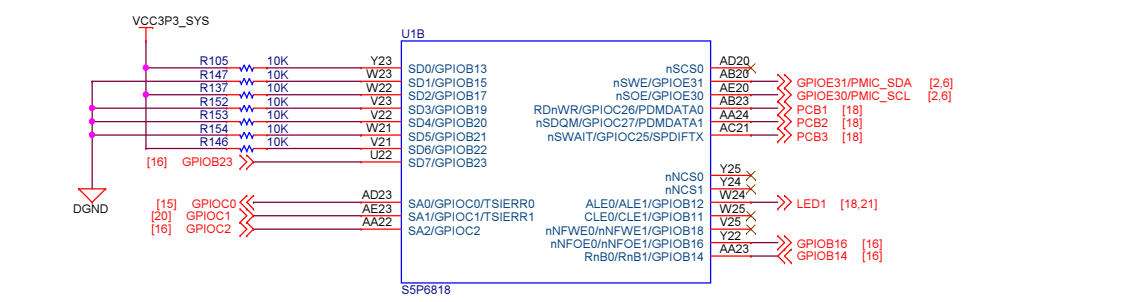 VCC3P3_SYS
U1B
R105 10K Y23 SD0/GPIOB13 nSCS0 AD20
R147 10K W23 SD1/GPIOB15 nSWE/GPIOE31 AB20 GPIOE31/PMIC_SDA [2,6]
R137 10K W22 SD2/GPIOB17 nSOE/GPIOE30 AE20 GPIOE30/PMIC_SCL [2,6]
R152 10K V23 SD3/GPIOB19 RDnWR/GPIOC26/PDMDATA0 AB23 PCB1 [18]
R153 10K V22 SD4/GPIOB20 nSDQM/GPIOC27/PDMDATA1 AA24 PCB2 [18]
R154 10K W21 SD5/GPIOB21 nSWAIT/GPIOC25/SPDIFTX AC21 PCB3 [18]
R146 10K V21 SD6/GPIOB22
[16] GPIOB23 U22 SD7/GPIOB23
nNCS0 Y25
nNCS1 Y24
DGND
[15] GPIOC0 AD23 SA0/GPIOC0/TSIERR0 ALE0/ALE1/GPIOB12 W24 LED1 [18,21]
[20] GPIOC1 AE23 SA1/GPIOC1/TSIERR1 CLE0/CLE1/GPIOB11 W25
[16] GPIOC2 AA22 SA2/GPIOC2 nNFWE0/nNFWE1/GPIOB18 V25
nNFOE0/nNFOE1/GPIOB16 Y22 GPIOB16 [16]
RnB0/RnB1/GPIOB14 AA23 GPIOB14 [16]
S5P6818